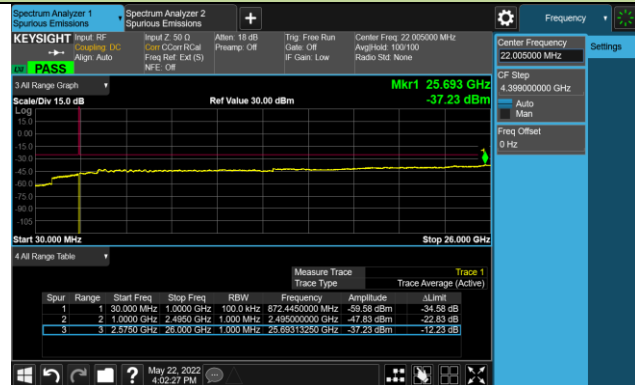 Spectrum Analyzer 1
Spurious Emissions
Spectrum Analyzer 2
Spurious Emissions
+
Frequency
KEYSIGHT
Input: RF
Coupling: DC
Align: Auto
Input Z: 50 Ω
Corr CCorr RCal
Freq Ref: Ext (S)
NFE: Off
Atten: 18 dB
Preamp: Off
Trig: Free Run
Gate: Off
IF Gain: Low
Center Freq: 22.005000 MHz
Avg|Hold: 100/100
Radio Std: None
PASS
Center Frequency
22.005000 MHz
Settings
CF Step
4.399000000 GHz
Auto
Man
Freq Offset
0 Hz
3 All Range Graph
Mkr1 25.693 GHz
Scale/Div 15.0 dB
Ref Value 30.00 dBm
-37.23 dBm
Log
15.0
0.00
-15.0
-30.0
-45.0
-60.0
-75.0
-90.0
-105
1
Start 30.000 MHz
Stop 26.000 GHz
4 All Range Table
Measure Trace Trace 1
Trace Type Trace Average (Active)
Spur Range Start Freq Stop Freq RBW Frequency Amplitude ΔLimit
1 1 30.000 MHz 1.0000 GHz 100.0 kHz 872.4450000 MHz -59.58 dBm -34.58 dB
2 2 1.0000 GHz 2.4950 GHz 1.000 MHz 2.495000000 GHz -47.83 dBm -22.83 dB
3 3 2.5750 GHz 26.000 GHz 1.000 MHz 25.69313250 GHz -37.23 dBm -12.23 dB
?
May 22, 2022
4:02:27 PM